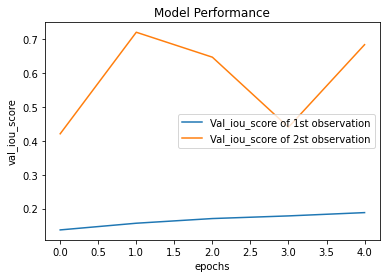 Model Performance
val_iou_score
0.7
0.6
0.5
0.4
0.3
0.2
Val_iou_score of 1st observation
Val_iou_score of 2st observation
0.0 0.5 1.0 1.5 2.0 2.5 3.0 3.5 4.0
epochs